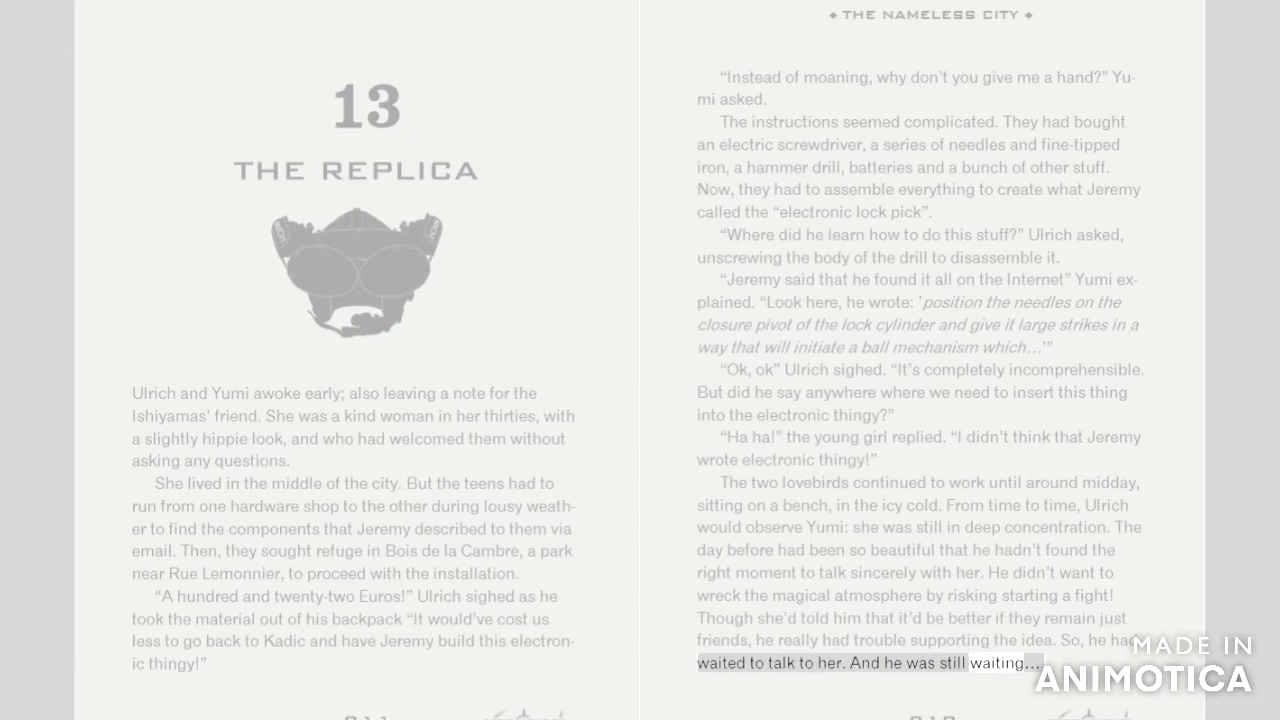 13
THE REPLICA
Ulrich and Yumi awoke early; also leaving a note for the
Ishiyamas’ friend. She was a kind woman in her thirties, with
a slightly hippie look, and who had welcomed them without
asking any questions.
She lived in the middle of the city. But the teens had to
run from one hardware shop to the other during lousy weath-
er to find the components that Jeremy described to them via
email. Then, they sought refuge in Bois de la Cambre, a park
near Rue Lemonnier, to proceed with the installation.
“A hundred and twenty-two Euros!” Ulrich sighed as he
took the material out of his backpack “It would’ve cost us
less to go back to Kadic and have Jeremy build this electron-
ic thingy!”
◆ THE NAMELESS CITY ◆
“Instead of moaning, why don’t you give me a hand?” Yu-
mi asked.
The instructions seemed complicated. They had bought
an electric screwdriver, a series of needles and fine-tipped
iron, a hammer drill, batteries and a bunch of other stuff.
Now, they had to assemble everything to create what Jeremy
called the “electronic lock pick”.
“Where did he learn how to do this stuff?” Ulrich asked,
unscrewing the body of the drill to disassemble it.
“Jeremy said that he found it all on the Internet” Yumi ex-
plained. “Look here, he wrote: ’position the needles on the
closure pivot of the lock cylinder and give it large strikes in a
way that will initiate a ball mechanism which…’”
“Ok, ok” Ulrich sighed. “It’s completely incomprehensible.
But did he say anywhere where we need to insert this thing
into the electronic thingy?”
“Ha ha!” the young girl replied. “I didn’t think that Jeremy
wrote electronic thingy!”
The two lovebirds continued to work until around midday,
sitting on a bench, in the icy cold. From time to time, Ulrich
would observe Yumi: she was still in deep concentration. The
day before had been so beautiful that he hadn’t found the
right moment to talk sincerely with her. He didn’t want to
wreck the magical atmosphere by risking starting a fight!
Though she’d told him that it’d be better if they remain just
friends, he really had trouble supporting the idea. So, he had
waited to talk to her. And he was still waiting…
MADE IN
ANIMOTICA